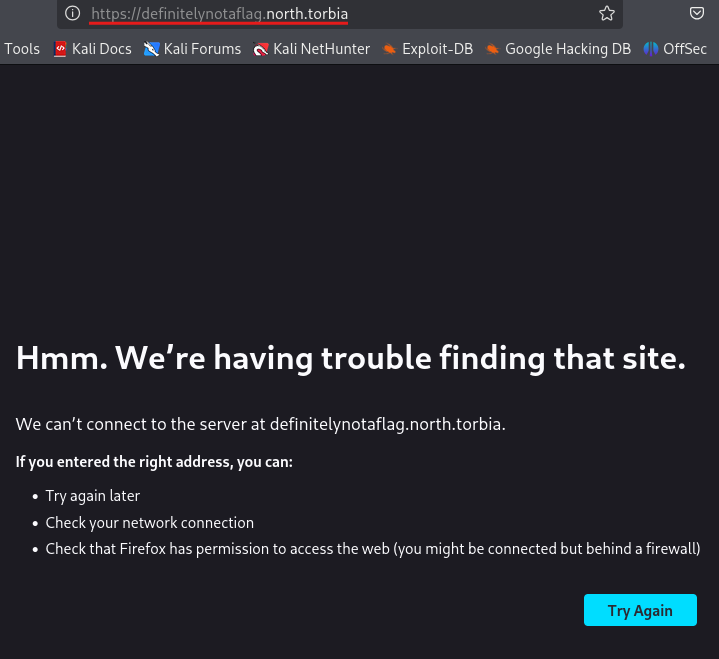 https://definitelynotaflag.north.torbia
Tools Kali Docs Kali Forums Kali NetHunter Exploit-DB Google Hacking DB OffSec
Hmm. We’re having trouble finding that site.
We can’t connect to the server at definitelynotaflag.north.torbia.
If you entered the right address, you can:
Try again later
Check your network connection
Check that Firefox has permission to access the web (you might be connected but behind a firewall)
Try Again